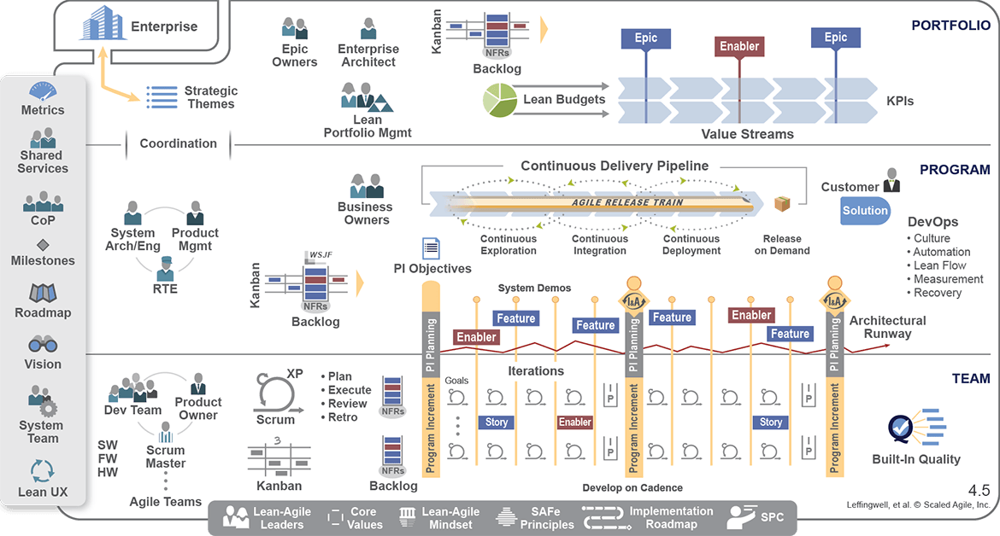 Enterprise
Strategic
Themes
Coordination
Epic
Owners
Enterprise
Architect
Lean
Portfolio Mgmt
Kanban
NFRs
Backlog
Lean Budgets
Epic
Enabler
Epic
KPIs
Value Streams
PORTFOLIO
Metrics
Shared
Services
CoP
Milestones
Roadmap
Vision
System
Team
Lean UX
System
Arch/Eng
Product
Mgmt
RTE
Business
Owners
Kanban
WSJF
NFRs
Backlog
Continuous Delivery Pipeline
AGILE RELEASE TRAIN
Continuous
Exploration
Continuous
Integration
Continuous
Deployment
Release
on Demand
PROGRAM
Customer
Solution
DevOps
• Culture
• Automation
• Lean Flow
• Measurement
• Recovery
PI Objectives
System Demos
Enabler
Feature
Feature
I&A
Feature
Enabler
Feature
I&A
Architectural
Runway
PI Planning
PI Planning
PI Planning
TEAM
Dev Team
Product
Owner
Scrum
Master
SW
FW
HW
Agile Teams
XP
Scrum
• Plan
• Execute
• Review
• Retro
3
Kanban
NFRs
NFRs
Backlog
Program Increment
Goals
Iterations
Story
Enabler
I
P
I
P
Program Increment
Story
I
P
I
P
Program Increment
Develop on Cadence
Built-In Quality
4.5
Leffingwell, et al. © Scaled Agile, Inc.
Lean-Agile
Leaders
Core
Values
Lean-Agile
Mindset
SAFe
Principles
Implementation
Roadmap
SPC